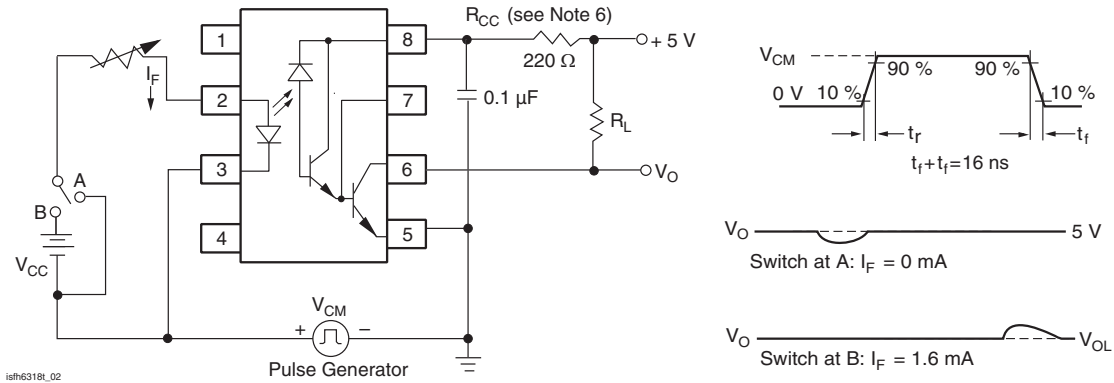 R_CC (see Note 6)
220 Ω
+ 5 V
1
8
I_F
2
7
0.1 µF
R_L
3
6
V_O
A
B
4
5
V_CC
V_CM
+ −
Pulse Generator
isfh6318t_02
V_CM
90 % 90 %
0 V 10 % 10 %
t_r t_f
t_f+t_f=16 ns
V_O 5 V
Switch at A: I_F = 0 mA
V_O V_OL
Switch at B: I_F = 1.6 mA